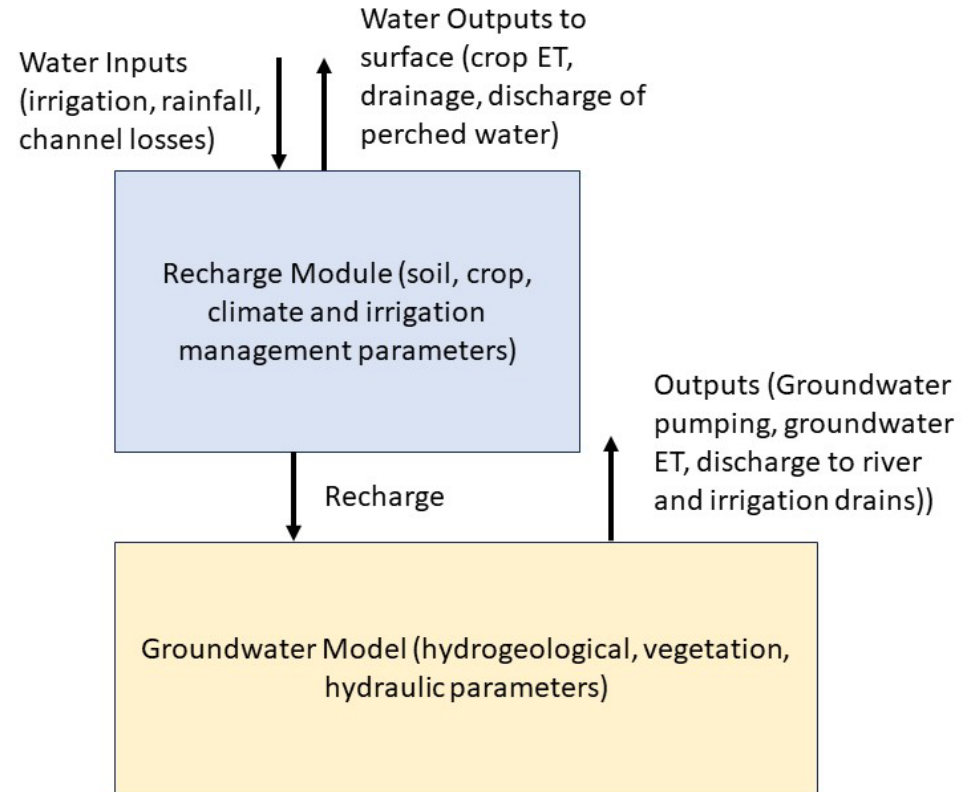 Water Inputs
(irrigation, rainfall,
channel losses)
Water Outputs to
surface (crop ET,
drainage, discharge of
perched water)
Recharge Module (soil, crop,
climate and irrigation
management parameters)
Recharge
Outputs (Groundwater
pumping, groundwater
ET, discharge to river
and irrigation drains))
Groundwater Model (hydrogeological, vegetation,
hydraulic parameters)